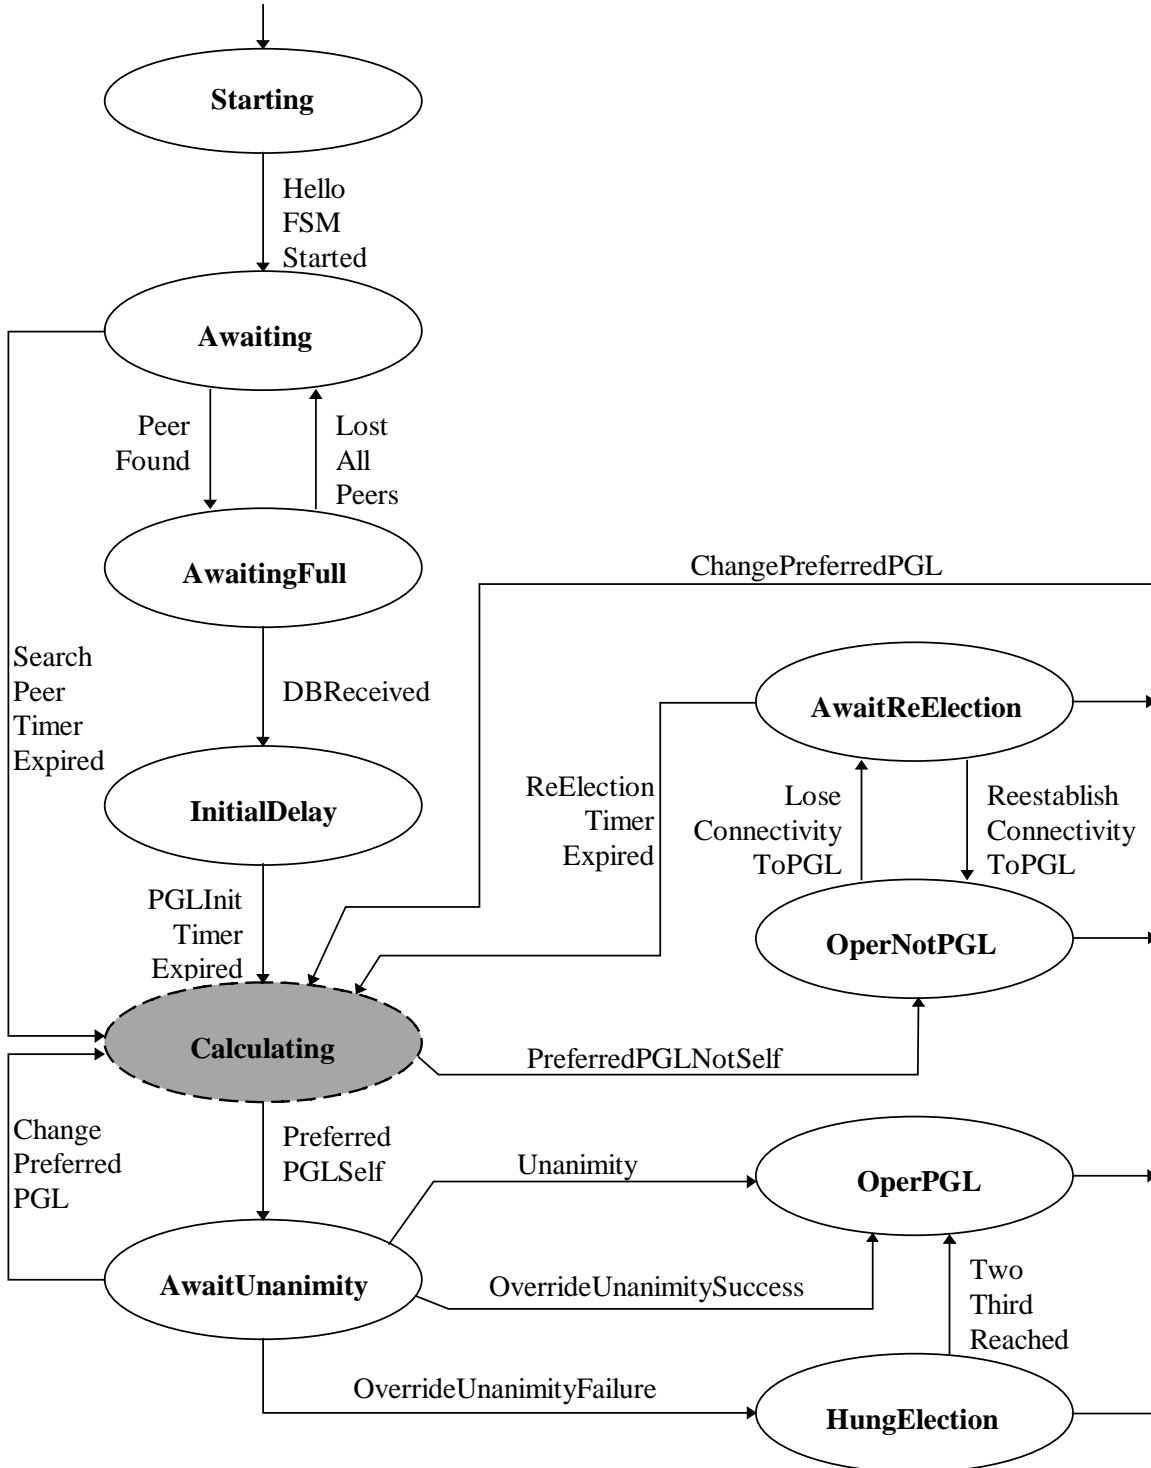 Starting
Hello
FSM
Started
Awaiting
Peer
Found
Lost
All
Peers
AwaitingFull
ChangePreferredPGL
Search
Peer
Timer
Expired
DBReceived
AwaitReElection
InitialDelay
ReElection
Timer
Expired
Lose
Connectivity
ToPGL
Reestablish
Connectivity
ToPGL
PGLInit
Timer
Expired
OperNotPGL
Calculating
PreferredPGLNotSelf
Change
Preferred
PGL
Preferred
PGLSelf
Unanimity
OperPGL
AwaitUnanimity
OverrideUnanimitySuccess
Two
Third
Reached
OverrideUnanimityFailure
HungElection